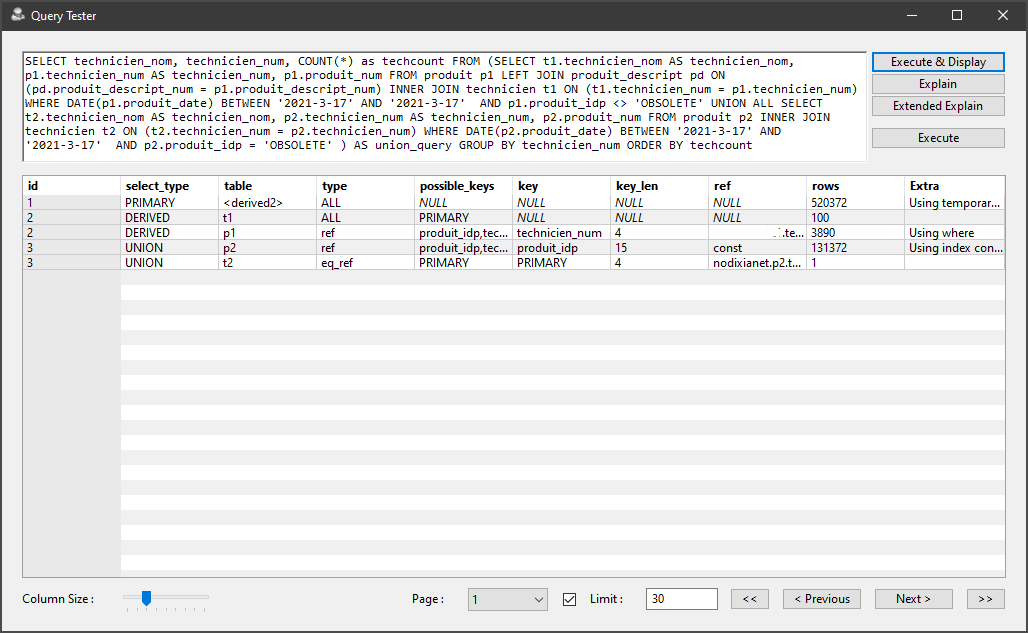 Query Tester
SELECT technicien_nom, technicien_num, COUNT(*) as techcount FROM (SELECT t1.technicien_nom AS technicien_nom,
p1.technicien_num AS technicien_num, p1.produit_num FROM produit p1 LEFT JOIN produit_descript pd ON
(pd.produit_descript_num = p1.produit_descript_num) INNER JOIN technicien t1 ON (t1.technicien_num = p1.technicien_num)
WHERE DATE(p1.produit_date) BETWEEN '2021-3-17' AND '2021-3-17'  AND p1.produit_idp <> 'OBSOLETE' UNION ALL SELECT
t2.technicien_nom AS technicien_nom, p2.technicien_num AS technicien_num, p2.produit_num FROM produit p2 INNER JOIN
technicien t2 ON (t2.technicien_num = p2.technicien_num) WHERE DATE(p2.produit_date) BETWEEN '2021-3-17' AND
'2021-3-17'  AND p2.produit_idp = 'OBSOLETE' ) AS union_query GROUP BY technicien_num ORDER BY techcount
Execute & Display
Explain
Extended Explain
Execute
id select_type table type possible_keys key key_len ref rows Extra
1 PRIMARY <derived2> ALL NULL NULL NULL NULL 520372 Using temporar...
2 DERIVED t1 ALL PRIMARY NULL NULL NULL 100
2 DERIVED p1 ref produit_idp,tec... technicien_num 4 .te... 3890 Using where
3 UNION p2 ref produit_idp,tec... produit_idp 15 const 131372 Using index con...
3 UNION t2 eq_ref PRIMARY PRIMARY 4 nodixianet.p2.t... 1
Column Size : Page : 1 Limit : 30 << < Previous Next > >>